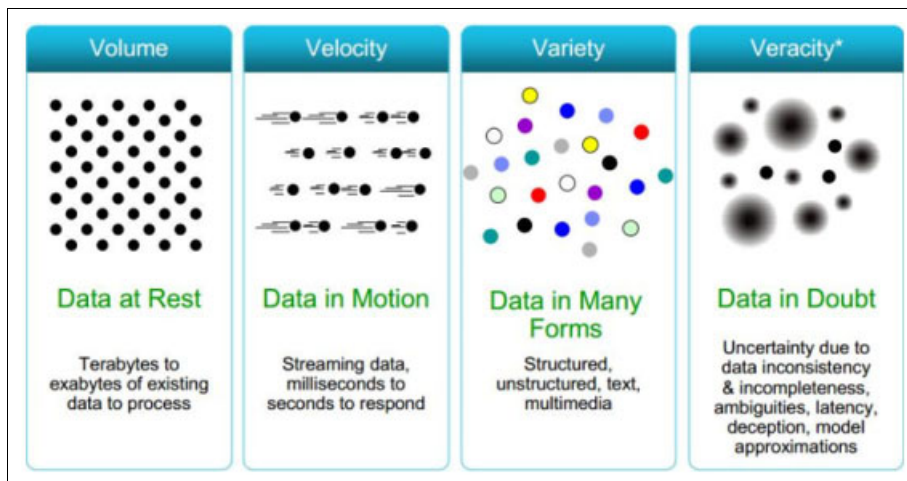 Volume
Data at Rest
Terabytes to
exabytes of existing
data to process
Velocity
Data in Motion
Streaming data,
milliseconds to
seconds to respond
Variety
Data in Many
Forms
Structured,
unstructured, text,
multimedia
Veracity*
Data in Doubt
Uncertainty due to
data inconsistency
& incompleteness,
ambiguities, latency,
deception, model
approximations